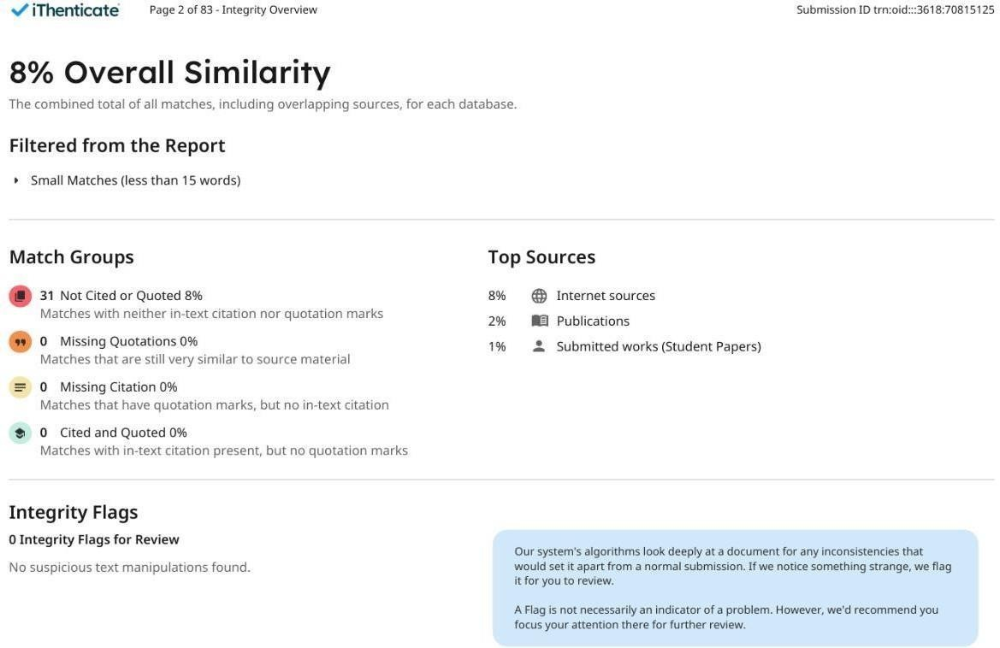 iThenticate
Page 2 of 83 - Integrity Overview
Submission ID trn:oid:::3618:70815125
8% Overall Similarity
The combined total of all matches, including overlapping sources, for each database.
Filtered from the Report
Small Matches (less than 15 words)
Match Groups
31 Not Cited or Quoted 8%
Matches with neither in-text citation nor quotation marks
0 Missing Quotations 0%
Matches that are still very similar to source material
0 Missing Citation 0%
Matches that have quotation marks, but no in-text citation
0 Cited and Quoted 0%
Matches with in-text citation present, but no quotation marks
Top Sources
8% Internet sources
2% Publications
1% Submitted works (Student Papers)
Integrity Flags
0 Integrity Flags for Review
No suspicious text manipulations found.
Our system's algorithms look deeply at a document for any inconsistencies that
would set it apart from a normal submission. If we notice something strange, we flag
it for you to review.
A Flag is not necessarily an indicator of a problem. However, we'd recommend you
focus your attention there for further review.